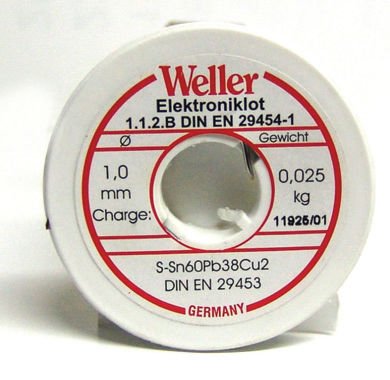 Weller
Elektroniklot
1.1.2.B DIN EN 29454-1
Ø Gewicht
1,0 0,025
mm kg
Charge: 11925/01
S-Sn60Pb38Cu2
DIN EN 29453
GERMANY